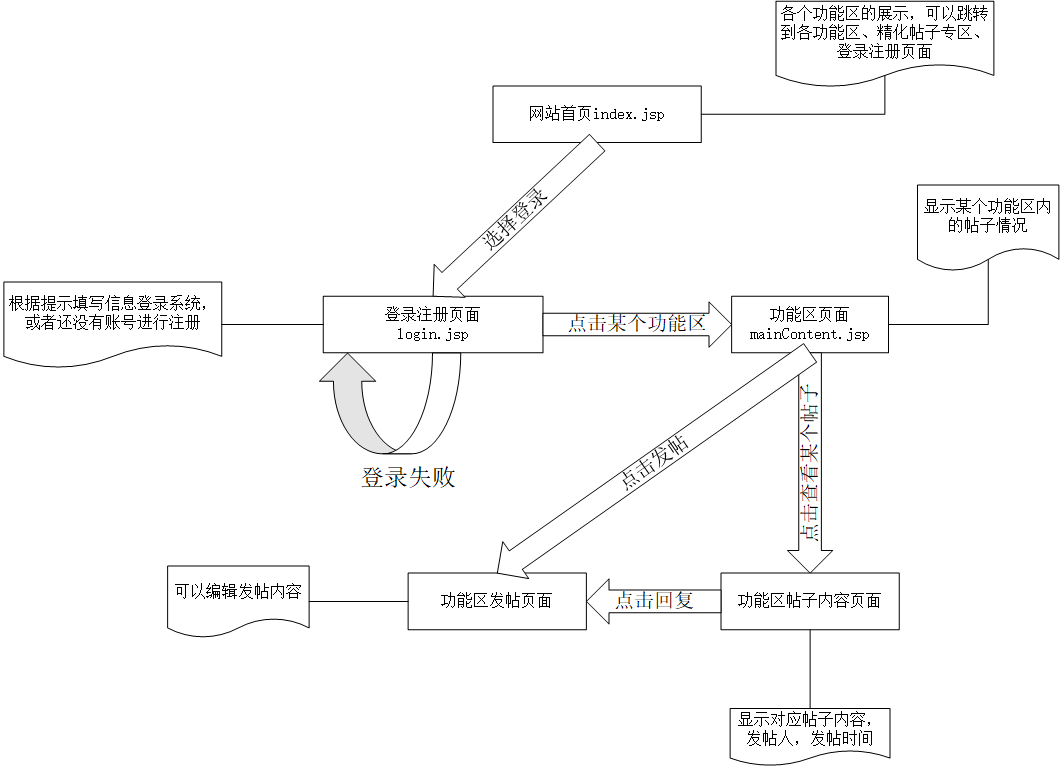 各个功能区的展示，可以跳转
到各功能区、精化帖子专区、
登录注册页面
网站首页index.jsp
选择登录
显示某个功能区内
的帖子情况
根据提示填写信息登录系统，
或者还没有账号进行注册
登录注册页面
login.jsp
点击某个功能区
功能区页面
mainContent.jsp
登录失败
点击发帖
点击查看某个帖子
可以编辑发帖内容
功能区发帖页面
点击回复
功能区帖子内容页面
显示对应帖子内容，
发帖人，发帖时间